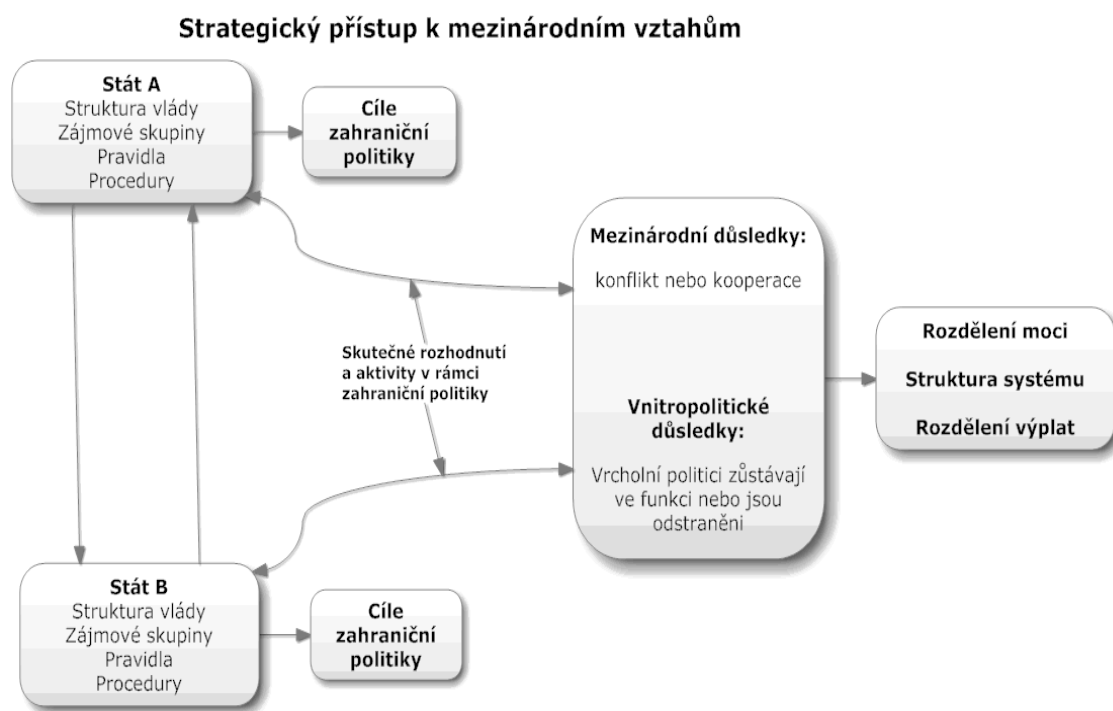 Strategický přístup k mezinárodním vztahům
Stát A
Struktura vlády
Zájmové skupiny
Pravidla
Procedury
Cíle
zahraniční
politiky
Mezinárodní důsledky:
konflikt nebo kooperace
Vnitropolitické
důsledky:
Vrcholní politici zůstávají
ve funkci nebo jsou
odstraněni
Rozdělení moci
Struktura systému
Rozdělení výplat
Skutečné rozhodnutí
a aktivity v rámci
zahraniční politiky
Stát B
Struktura vlády
Zájmové skupiny
Pravidla
Procedury
Cíle
zahraniční
politiky